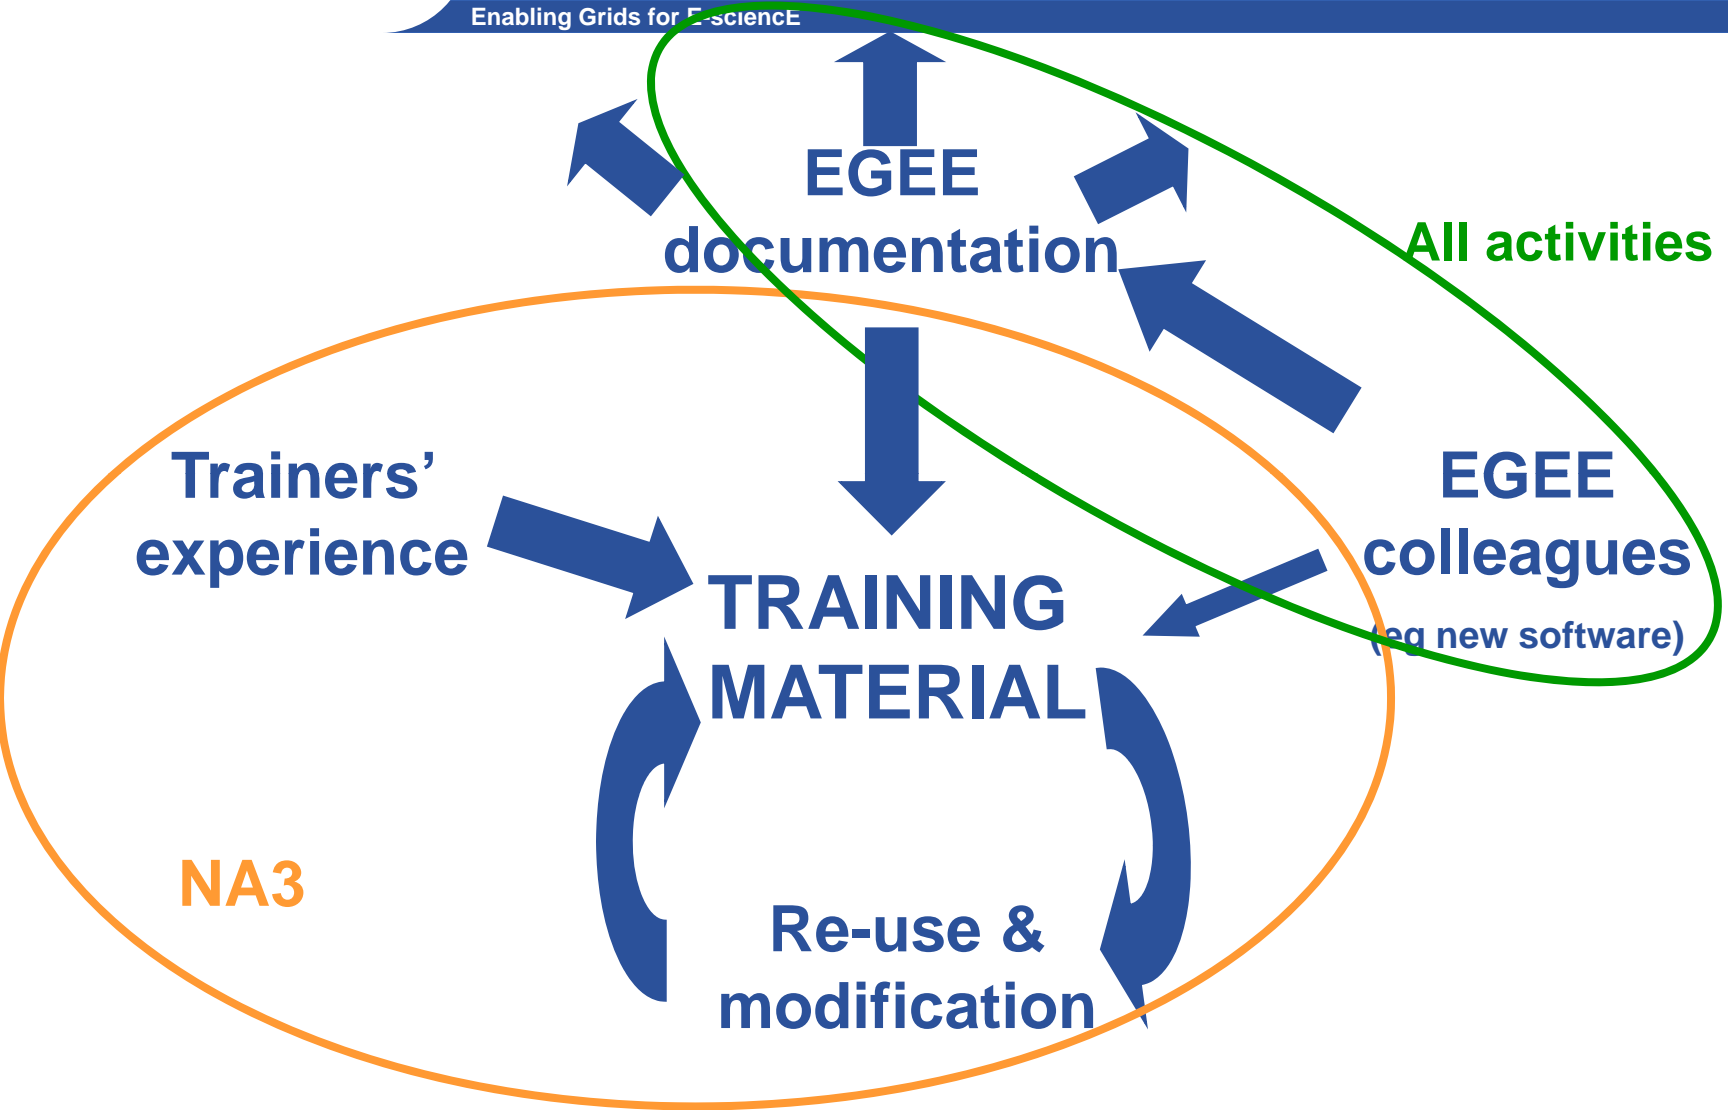 Enabling Grids for E-sciencE
EGEE
documentation
All activities
Trainers’
experience
EGEE
colleagues
(eg new software)
TRAINING
MATERIAL
NA3
Re-use &
modification